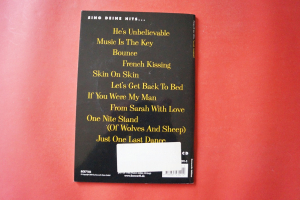 SING DEINE HITS...
He's Unbelievable
Music Is The Key
Bounce
French Kissing
Skin On Skin
Let's Get Back To Bed
If You Were My Man
From Sarah With Love
One Nite Stand
(Of Wolves And Sheep)
Just One Last Dance